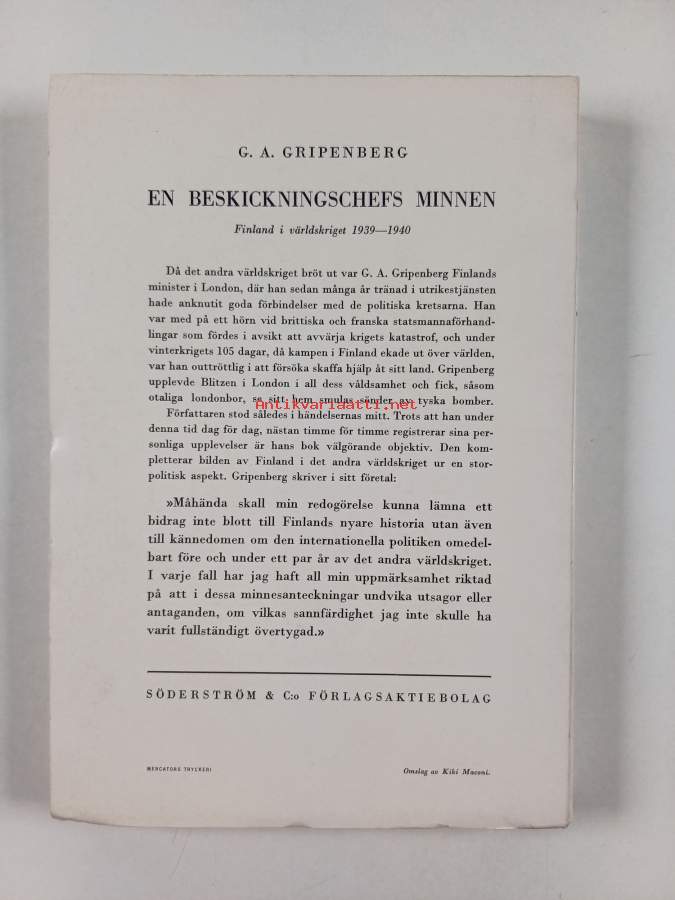 G. A. GRIPENBERG
EN BESKICKNINGSCHEFS MINNEN
Finland i världskriget 1939—1940
Då det andra världskriget bröt ut var G. A. Gripenberg Finlands
minister i London, där han sedan många år tränad i utrikestjänsten
hade anknutit goda förbindelser med de politiska kretsarna. Han
var med på ett hörn vid brittiska och franska statsmannaförhand-
lingar som fördes i avsikt att avvärja krigets katastrof, och under
vinterkrigets 105 dagar, då kampen i Finland ekade ut över världen,
var han outtröttlig i att försöka skaffa hjälp åt sitt land. Gripenberg
upplevde Blitzen i London i all dess våldsamhet och fick, såsom
otaliga londonbor, se sitt hem smulas sönder av tyska bomber.
Antikvariaatti.net
Författaren stod således i händelsernas mitt. Trots att han under
denna tid dag för dag, nästan timme för timme registrerar sina per-
sonliga upplevelser är hans bok välgörande objektiv. Den kom-
pletterar bilden av Finland i det andra världskriget ur en stor-
politisk aspekt. Gripenberg skriver i sitt företal:
»Måhända skall min redogörelse kunna lämna ett
bidrag inte blott till Finlands nyare historia utan även
till kännedomen om den internationella politiken omedel-
bart före och under ett par år av det andra världskriget.
I varje fall har jag haft all min uppmärksamhet riktad
på att i dessa minnesanteckningar undvika utsagor eller
antaganden, om vilkas sannfärdighet jag inte skulle ha
varit fullständigt övertygad.»
SÖDERSTRÖM & C:o FÖRLAGSAKTIEBOLAG
MERCATORS TRYCKERI
Omslag av Kiki Maconi.